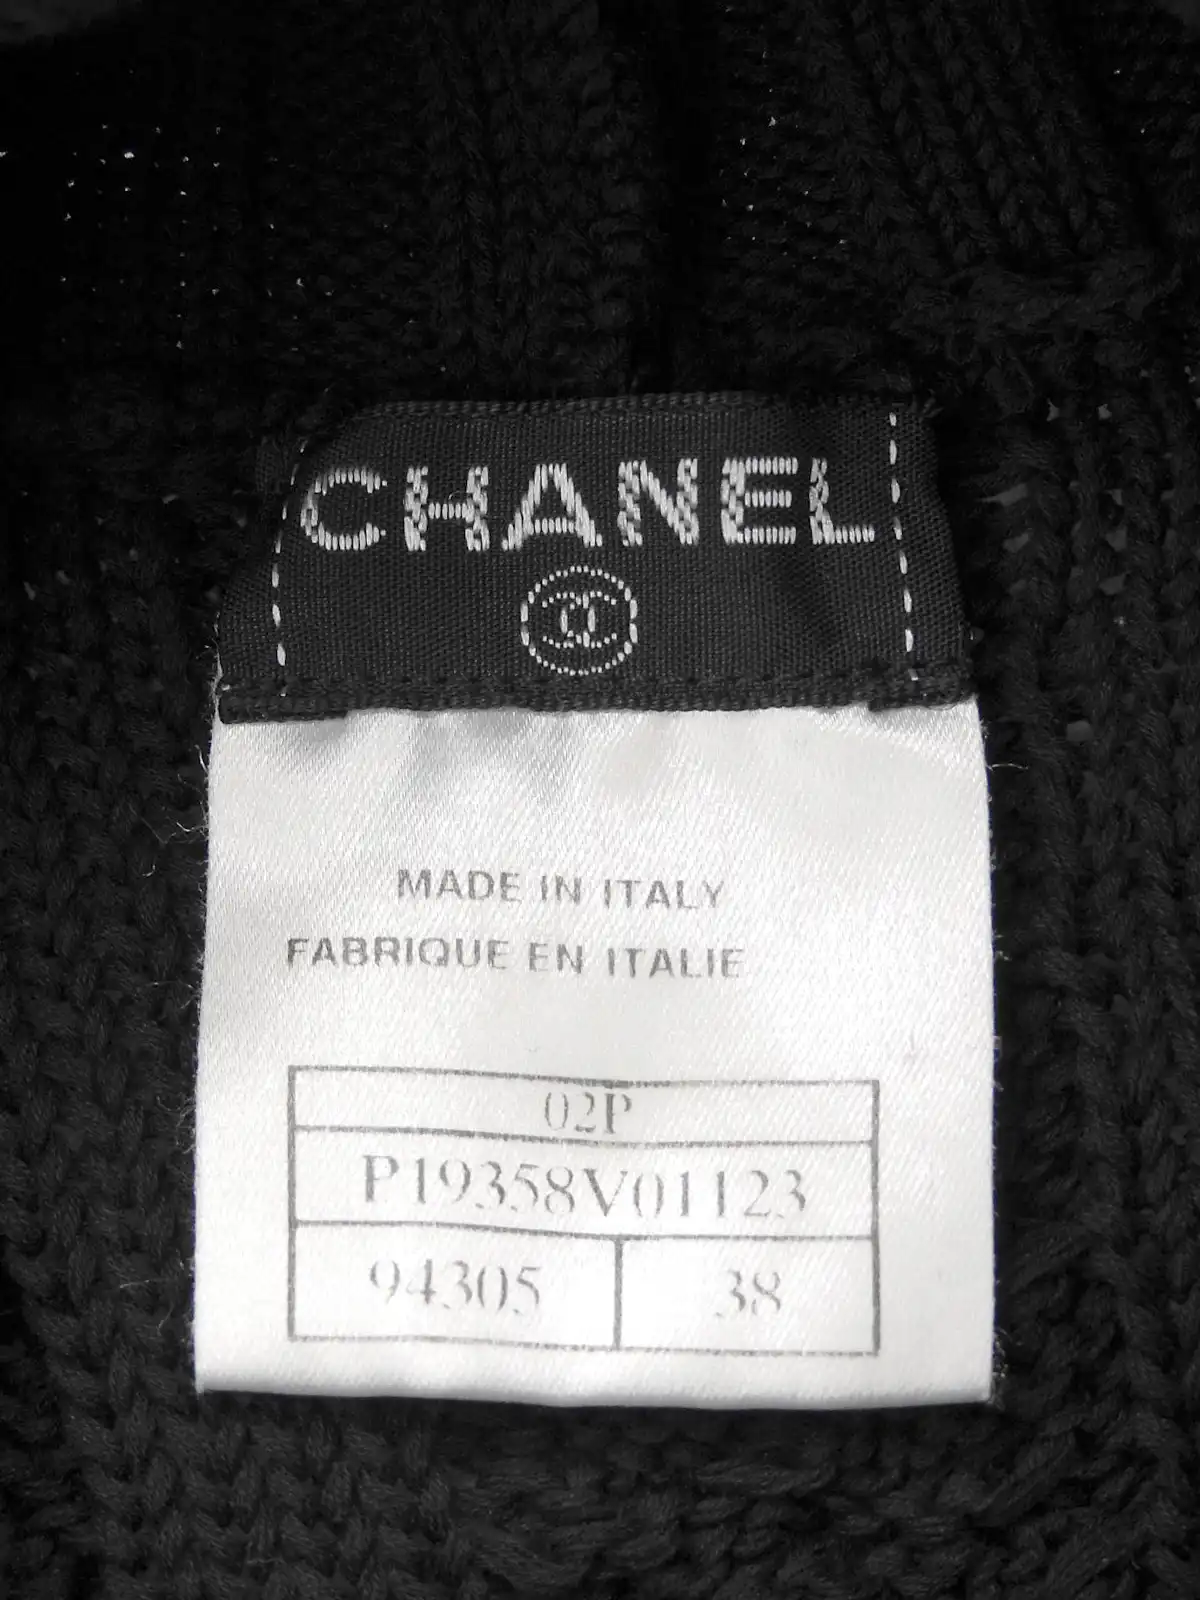 CHANEL
MADE IN ITALY
FABRIQUE EN ITALIE
02P
P19358V01123
94305 38